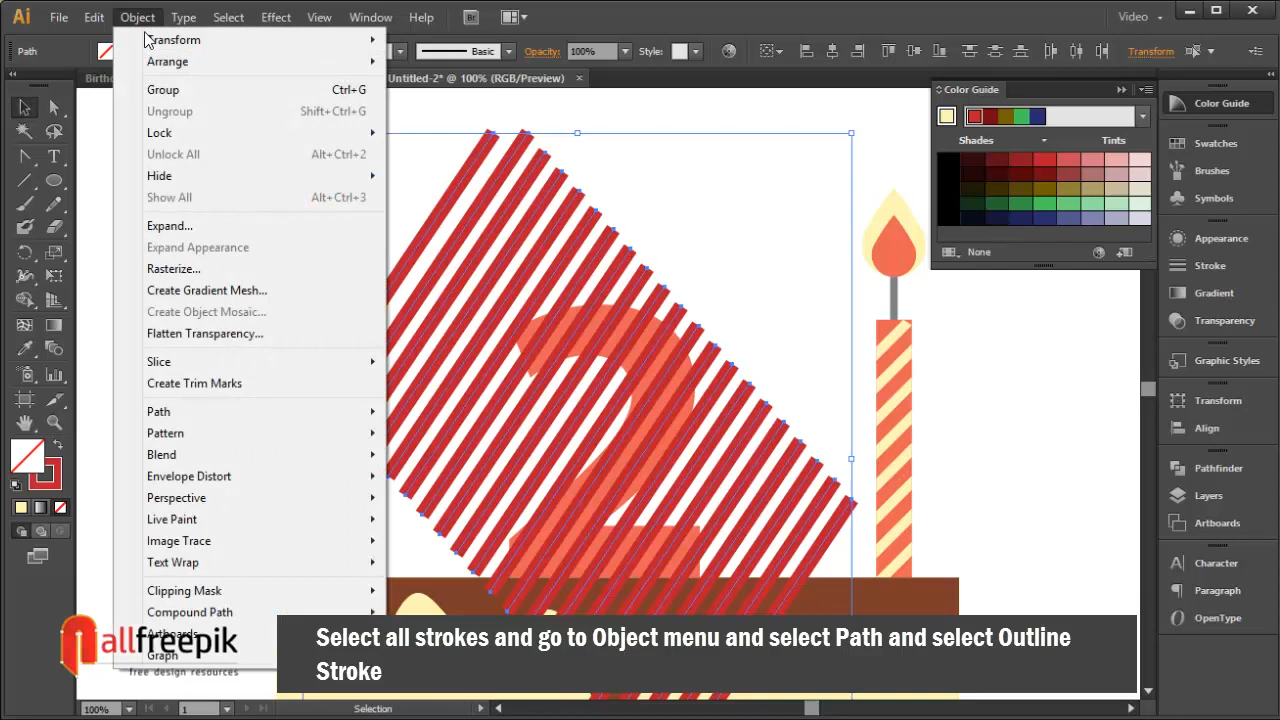 Ai File Edit Object Type Select Effect View Window Help Br Video
Path Basic Opacity: 100% Style: Transform
Birth
Untitled-2* @ 100% (RGB/Preview)
Transform
Arrange
Group Ctrl+G
Ungroup Shift+Ctrl+G
Lock
Unlock All Alt+Ctrl+2
Hide
Show All Alt+Ctrl+3
Expand...
Expand Appearance
Rasterize...
Create Gradient Mesh...
Create Object Mosaic...
Flatten Transparency...
Slice
Create Trim Marks
Path
Pattern
Blend
Envelope Distort
Perspective
Live Paint
Image Trace
Text Wrap
Clipping Mask
Compound Path
Artboards
Graph
Color Guide
Shades Tints
None
Color Guide
Swatches
Brushes
Symbols
Appearance
Stroke
Gradient
Transparency
Graphic Styles
Transform
Align
Pathfinder
Layers
Artboards
Character
Paragraph
OpenType
allfreepik
free design resources
Select all strokes and go to Object menu and select Path and select Outline
Stroke
100% 1 Selection